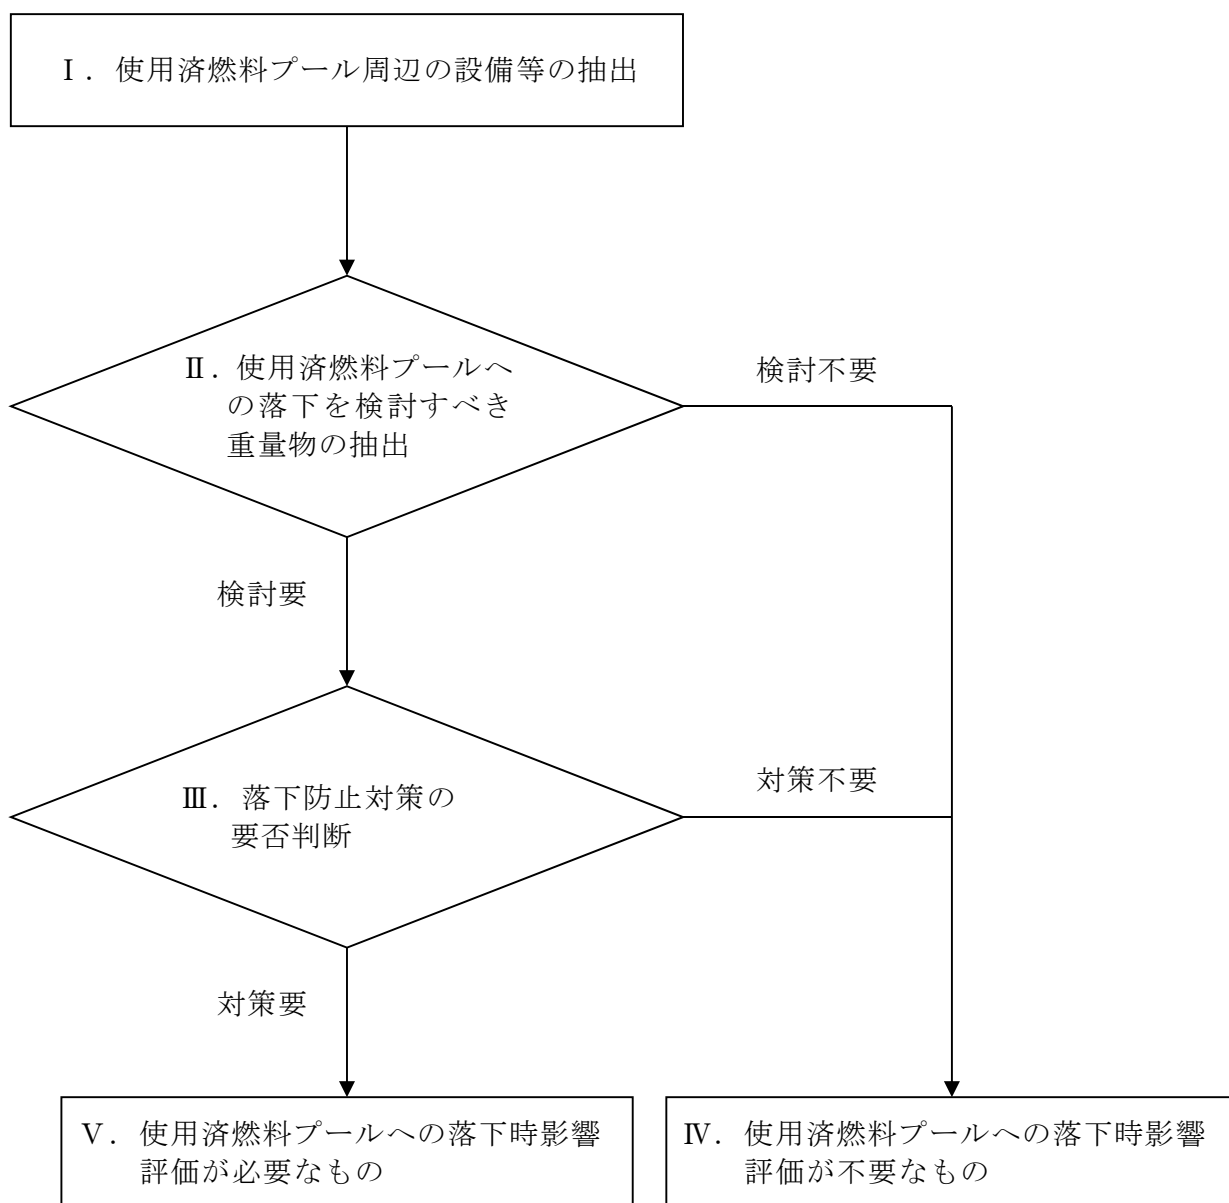 Ⅰ．使用済燃料プール周辺の設備等の抽出
Ⅱ．使用済燃料プールへ
の落下を検討すべき
重量物の抽出
検討不要
検討要
Ⅲ．落下防止対策の
要否判断
対策不要
対策要
Ⅴ．使用済燃料プールへの落下時影響
評価が必要なもの
Ⅳ．使用済燃料プールへの落下時影響
評価が不要なもの